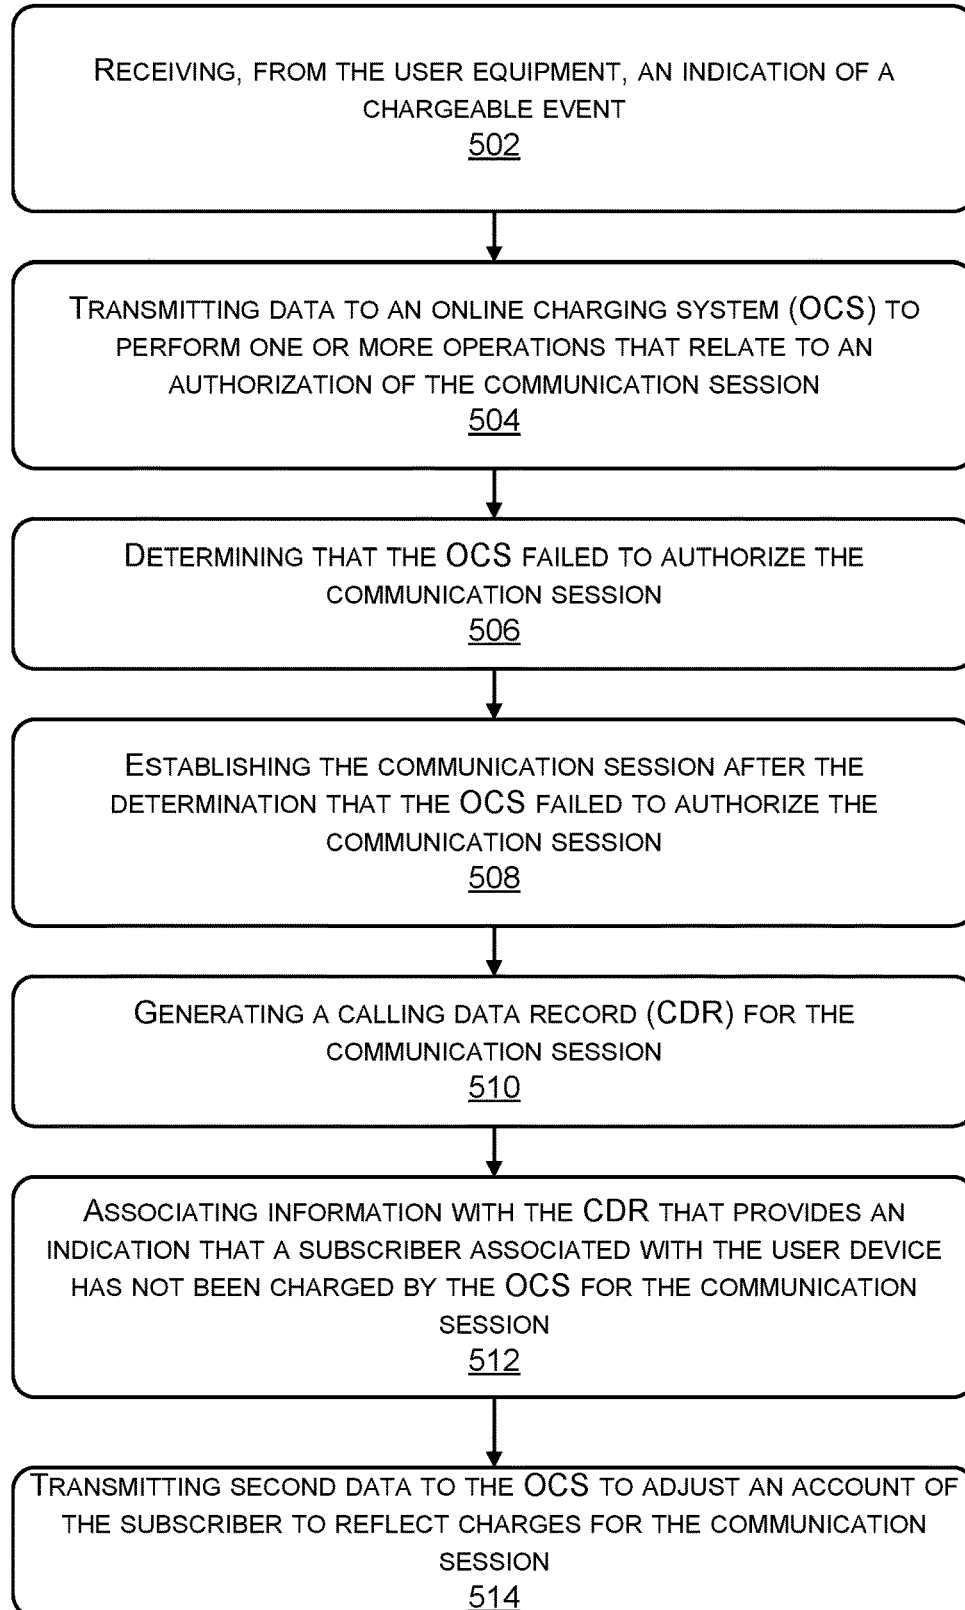 RECEIVING, FROM THE USER EQUIPMENT, AN INDICATION OF A
CHARGEABLE EVENT
502
TRANSMITTING DATA TO AN ONLINE CHARGING SYSTEM (OCS) TO
PERFORM ONE OR MORE OPERATIONS THAT RELATE TO AN
AUTHORIZATION OF THE COMMUNICATION SESSION
504
DETERMINING THAT THE OCS FAILED TO AUTHORIZE THE
COMMUNICATION SESSION
506
ESTABLISHING THE COMMUNICATION SESSION AFTER THE
DETERMINATION THAT THE OCS FAILED TO AUTHORIZE THE
COMMUNICATION SESSION
508
GENERATING A CALLING DATA RECORD (CDR) FOR THE
COMMUNICATION SESSION
510
ASSOCIATING INFORMATION WITH THE CDR THAT PROVIDES AN
INDICATION THAT A SUBSCRIBER ASSOCIATED WITH THE USER DEVICE
HAS NOT BEEN CHARGED BY THE OCS FOR THE COMMUNICATION
SESSION
512
TRANSMITTING SECOND DATA TO THE OCS TO ADJUST AN ACCOUNT OF
THE SUBSCRIBER TO REFLECT CHARGES FOR THE COMMUNICATION
SESSION
514